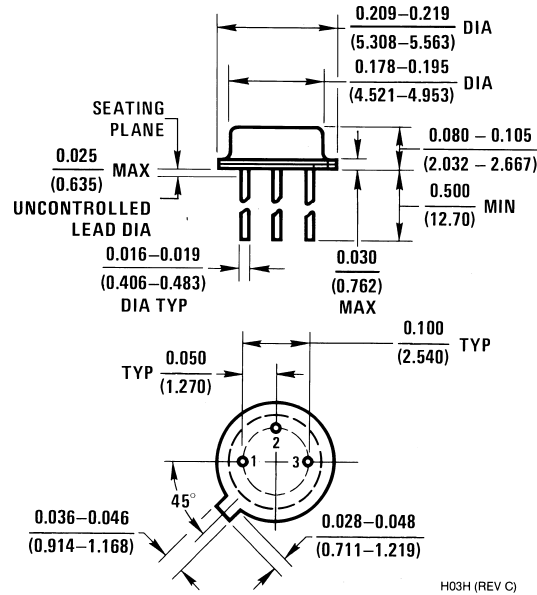 0.209–0.219
(5.308–5.563)
DIA
0.178–0.195
(4.521–4.953)
DIA
SEATING
PLANE
0.025
(0.635)
MAX
UNCONTROLLED
LEAD DIA
0.080 – 0.105
(2.032 – 2.667)
0.500
(12.70)
MIN
0.016–0.019
(0.406–0.483)
DIA TYP
0.030
(0.762)
MAX
0.100
(2.540)
TYP
TYP
0.050
(1.270)
2
1
3
45°
0.036–0.046
(0.914–1.168)
0.028–0.048
(0.711–1.219)
H03H (REV C)